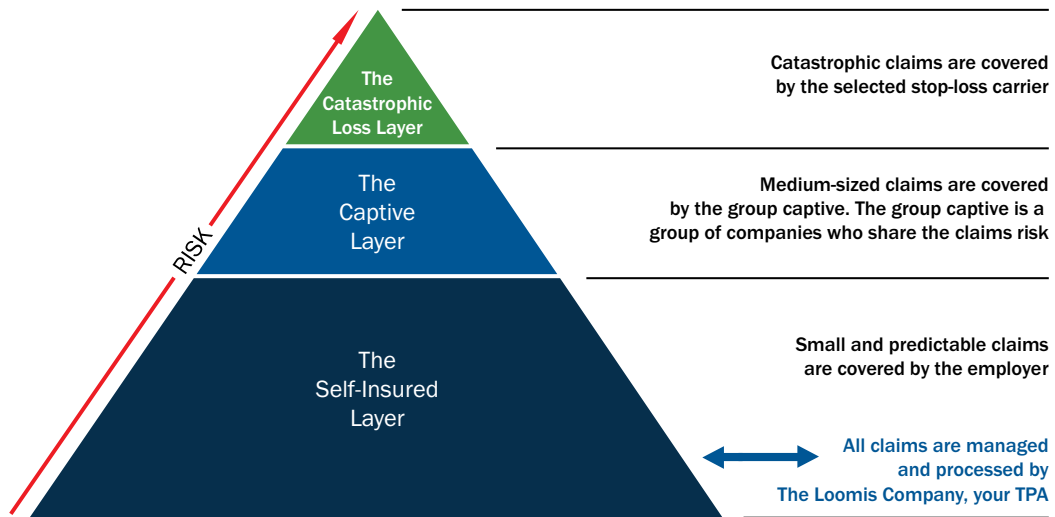 The
Catastrophic
Loss Layer
Catastrophic claims are covered
by the selected stop-loss carrier
The
Captive
Layer
Medium-sized claims are covered
by the group captive. The group captive is a
group of companies who share the claims risk
RISK
The
Self-Insured
Layer
Small and predictable claims
are covered by the employer
All claims are managed
and processed by
The Loomis Company, your TPA